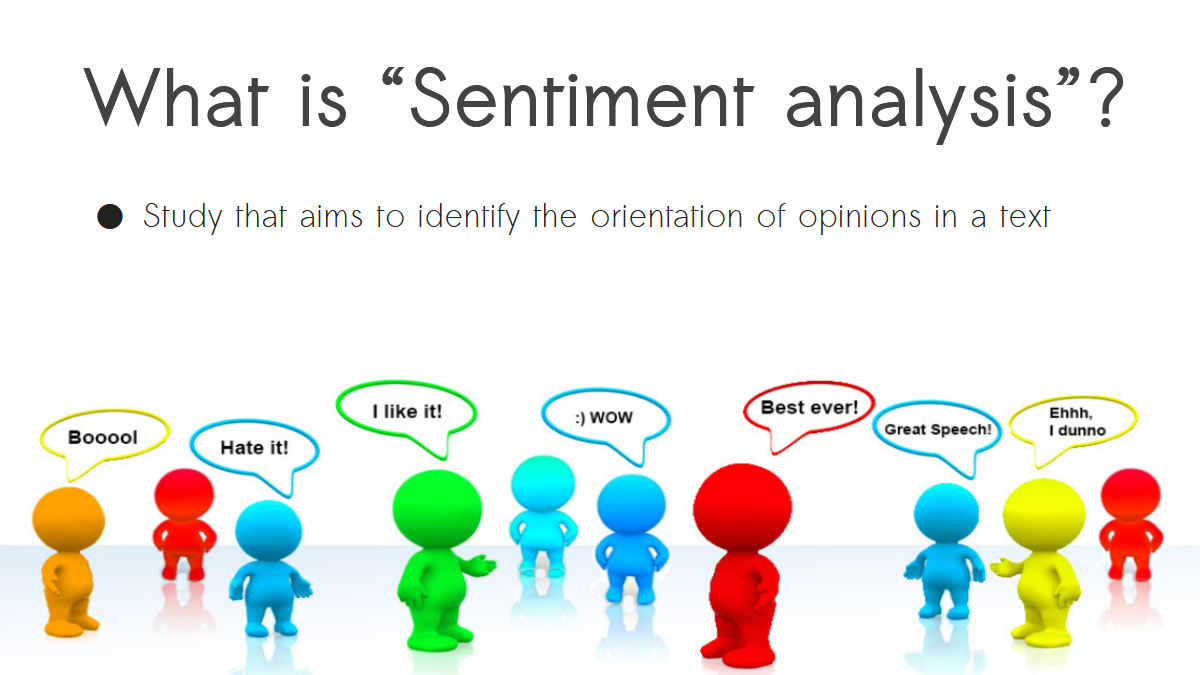 What is “Sentiment analysis”?
● Study that aims to identify the orientation of opinions in a text
Booool
Hate it!
I like it!
:) WOW
Best ever!
Great Speech!
Ehhh,
I dunno